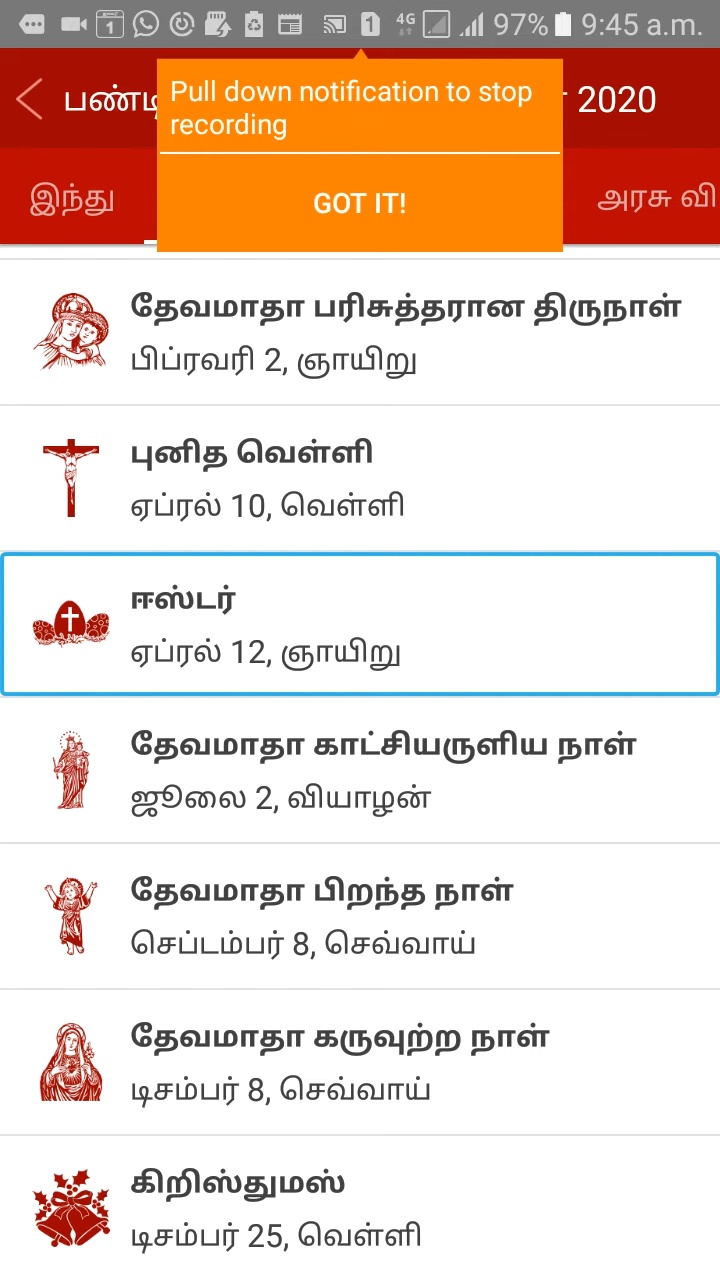 4G 97% 9:45 a.m.
Pull down notification to stop
recording
GOT IT!
2020
இந்து
அரசு
தேவமாதா பரிசுத்தரான திருநாள்
பிப்ரவரி 2, ஞாயிறு
புனித வெள்ளி
ஏப்ரல் 10, வெள்ளி
ஈஸ்டர்
ஏப்ரல் 12, ஞாயிறு
தேவமாதா காட்சியருளிய நாள்
ஜூலை 2, வியாழன்
தேவமாதா பிறந்த நாள்
செப்டம்பர் 8, செவ்வாய்
தேவமாதா கருவுற்ற நாள்
டிசம்பர் 8, செவ்வாய்
கிறிஸ்துமஸ்
டிசம்பர் 25, வெள்ளி